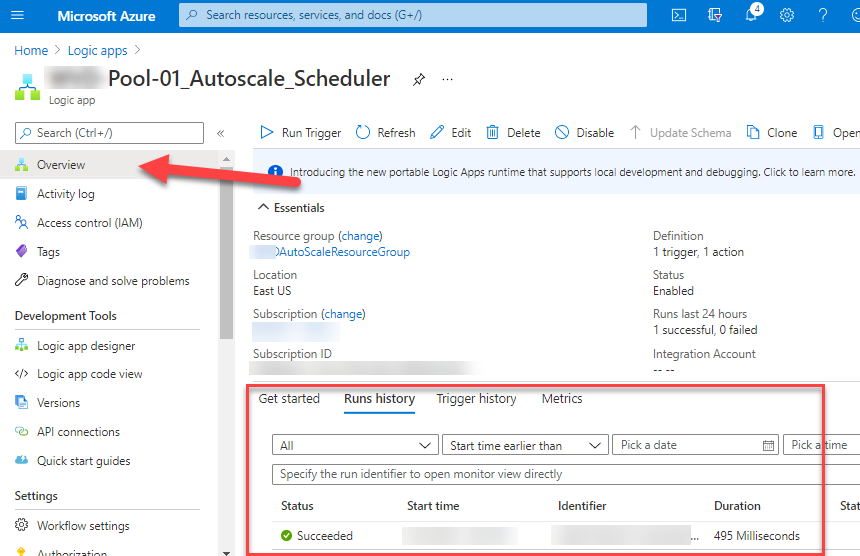 Microsoft Azure
Search resources, services, and docs (G+/)
4
Home > Logic apps >
Pool-01_Autoscale_Scheduler
Logic app
Search (Ctrl+/)
Run Trigger Refresh Edit Delete Disable Update Schema Clone Open
Overview
Introducing the new portable Logic Apps runtime that supports local development and debugging. Click to learn more.
Activity log
Access control (IAM)
Tags
Diagnose and solve problems
Development Tools
Logic app designer
Logic app code view
Versions
API connections
Quick start guides
Settings
Workflow settings
Authorization
Essentials
Resource group (change)
AutoScaleResourceGroup
Location
East US
Subscription (change)
Subscription ID
Definition
1 trigger, 1 action
Status
Enabled
Runs last 24 hours
1 successful, 0 failed
Integration Account
-- --
Get started Runs history Trigger history Metrics
All Start time earlier than Pick a date Pick a time
Specify the run identifier to open monitor view directly
Status Start time Identifier Duration Stat
Succeeded ... 495 Milliseconds